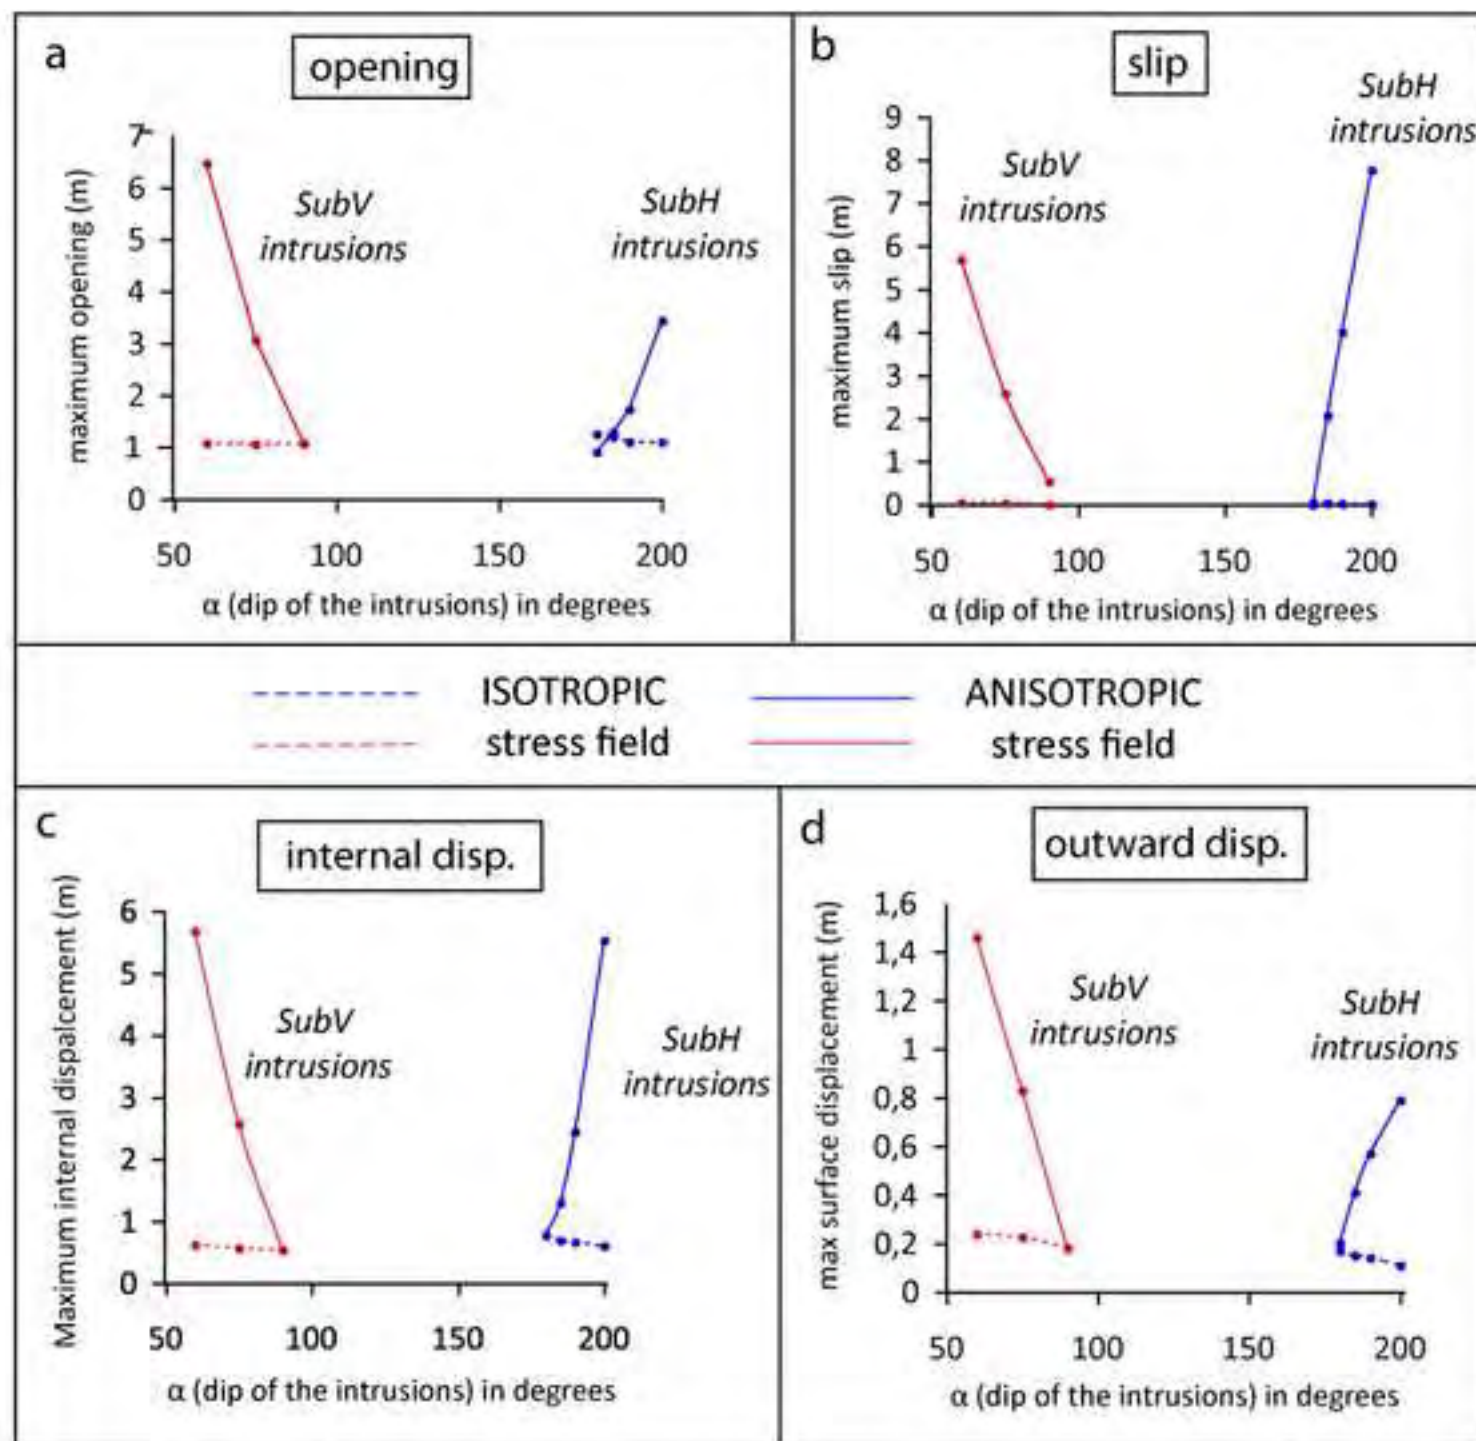 a
opening
7
6
5
4
3
2
1
0
maximum opening (m)
SubV
intrusions
SubH
intrusions
50 100 150 200
α (dip of the intrusions) in degrees
b
slip
9
8
7
6
5
4
3
2
1
0
maximum slip (m)
SubV
intrusions
SubH
intrusions
50 100 150 200
α (dip of the intrusions) in degrees
ISOTROPIC
stress field
ANISOTROPIC
stress field
c
internal disp.
6
5
4
3
2
1
0
Maximum internal dispalcement (m)
SubV
intrusions
SubH
intrusions
50 100 150 200
α (dip of the intrusions) in degrees
d
outward disp.
1,6
1,4
1,2
1
0,8
0,6
0,4
0,2
0
max surface displacement (m)
SubV
intrusions
SubH
intrusions
50 100 150 200
α (dip of the intrusions) in degrees